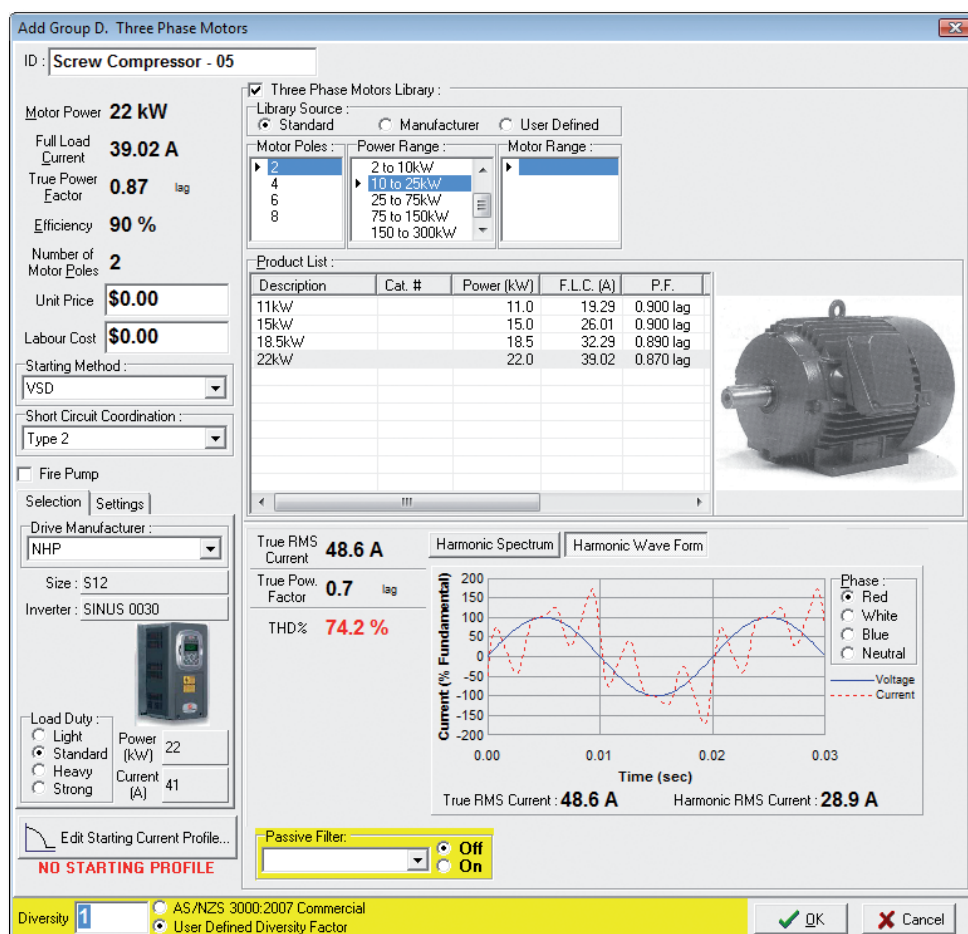 Add Group D. Three Phase Motors
ID : Screw Compressor - 05
Motor Power 22 kW
Full Load Current 39.02 A
True Power Factor 0.87 lag
Efficiency 90 %
Number of Motor Poles 2
Unit Price $0.00
Labour Cost $0.00
Starting Method :
VSD
Short Circuit Coordination :
Type 2
Fire Pump
Selection Settings
Drive Manufacturer :
NHP
Size : S12
Inverter : SINUS 0030
Load Duty :
Light
Standard
Heavy
Strong
Power (kW) 22
Current (A) 41
Edit Starting Current Profile...
NO STARTING PROFILE
Three Phase Motors Library :
Library Source :
Standard Manufacturer User Defined
Motor Poles :
2
4
6
8
Power Range :
2 to 10kW
10 to 25kW
25 to 75kW
75 to 150kW
150 to 300kW
Motor Range :
Product List :
Description Cat. # Power (kW) F.L.C. (A) P.F.
11kW 11.0 19.29 0.900 lag
15kW 15.0 26.01 0.900 lag
18.5kW 18.5 32.29 0.890 lag
22kW 22.0 39.02 0.870 lag
True RMS Current 48.6 A
True Pow. Factor 0.7 lag
THD% 74.2 %
Harmonic Spectrum Harmonic Wave Form
Current (% Fundamental)
200
150
100
50
0
-50
-100
-150
-200
0.00 0.01 0.02 0.03
Time (sec)
Phase :
Red
White
Blue
Neutral
Voltage
Current
True RMS Current : 48.6 A Harmonic RMS Current : 28.9 A
Passive Filter:
Off
On
Diversity 1
AS/NZS 3000:2007 Commercial
User Defined Diversity Factor
OK Cancel